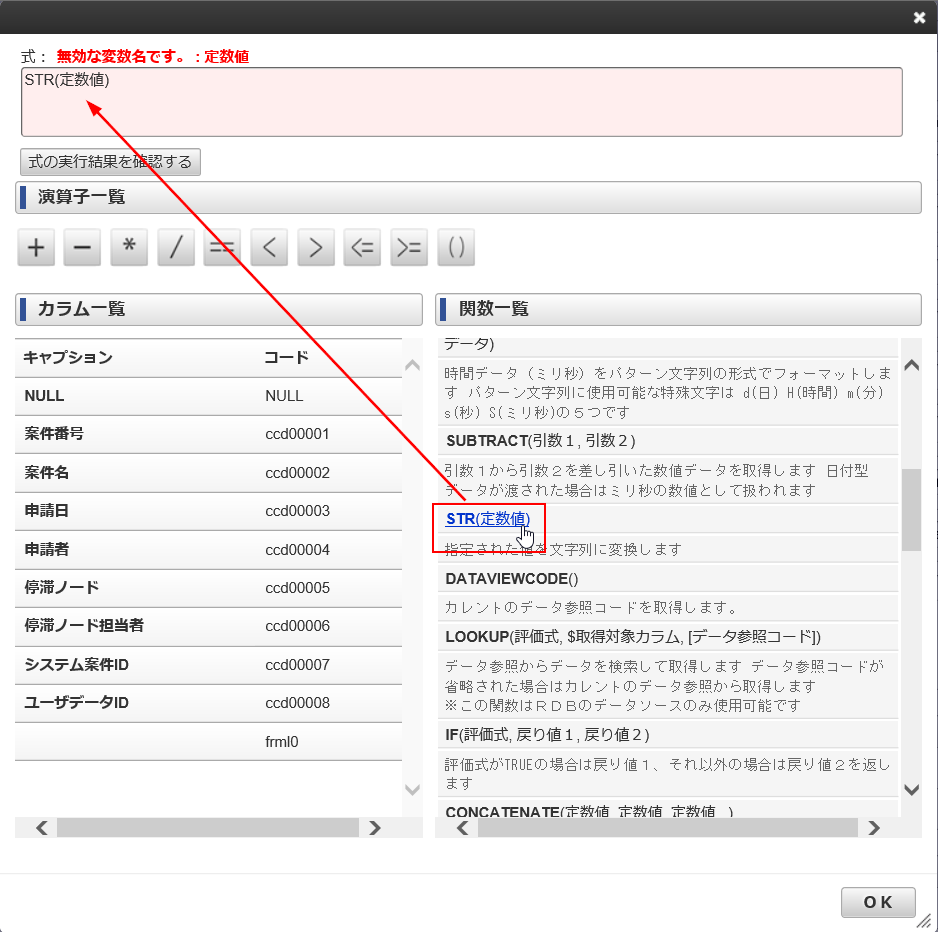 式： 無効な変数名です。 : 定数値
STR(定数値)
式の実行結果を確認する
演算子一覧
+ − * / == < > <= >= ()
カラム一覧
関数一覧
キャプション コード
NULL NULL
案件番号 ccd00001
案件名 ccd00002
申請日 ccd00003
申請者 ccd00004
停滞ノード ccd00005
停滞ノード担当者 ccd00006
システム案件ID ccd00007
ユーザデータID ccd00008
frml0
データ)
時間データ（ミリ秒）をパターン文字列の形式でフォーマットしま
す パターン文字列に使用可能な特殊文字は d(日) H(時間) m(分)
s(秒) S(ミリ秒)の５つです
SUBTRACT(引数１, 引数２)
引数１から引数２を差し引いた数値データを取得します 日付型
データが渡された場合はミリ秒の数値として扱われます
STR(定数値)
指定された値を文字列に変換します
DATAVIEWCODE()
カレントのデータ参照コードを取得します。
LOOKUP(評価式, $取得対象カラム, [データ参照コード])
データ参照からデータを検索して取得します データ参照コードが
省略された場合はカレントのデータ参照から取得します
※この関数はＲＤＢのデータソースのみ使用可能です
IF(評価式, 戻り値１, 戻り値２)
評価式がTRUEの場合は戻り値１、それ以外の場合は戻り値２を返し
ます
CONCATENATE(定数値, 定数値, 定数値...)
OK